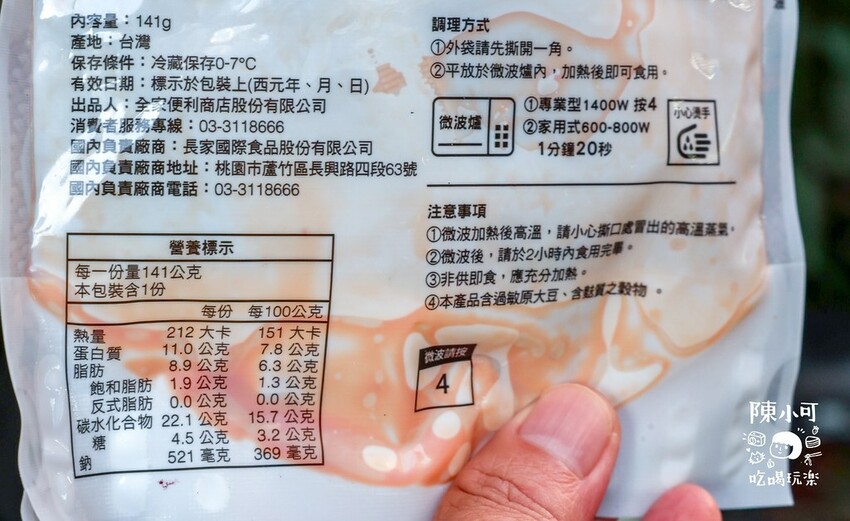 內容量：141g
產地：台灣
保存條件：冷藏保存0-7°C
有效日期：標示於包裝上(西元年、月、日)
出品人：全家便利商店股份有限公司
消費者服務專線：03-3118666
國內負責廠商：長家國際食品股份有限公司
國內負責廠商地址：桃園市蘆竹區長興路四段63號
國內負責廠商電話：03-3118666
營養標示
每一份量141公克
本包裝含1份
每份 每100公克
熱量 212 大卡 151 大卡
蛋白質 11.0 公克 7.8 公克
脂肪 8.9 公克 6.3 公克
飽和脂肪 1.9 公克 1.3 公克
反式脂肪 0.0 公克 0.0 公克
碳水化合物 22.1 公克 15.7 公克
糖 4.5 公克 3.2 公克
鈉 521 毫克 369 毫克
調理方式
①外袋請先撕開一角。
②平放於微波爐內，加熱後即可食用。
微波爐
①專業型1400W 按4
②家用式600-800W
1分鐘20秒
小心燙手
注意事項
①微波加熱後高溫，請小心撕口處冒出的高溫蒸氣。
②微波後，請於2小時內食用完畢。
③非供即食，應充分加熱。
④本產品含過敏原大豆、含麩質之穀物。
微波請按
4
陳小可
吃喝玩樂